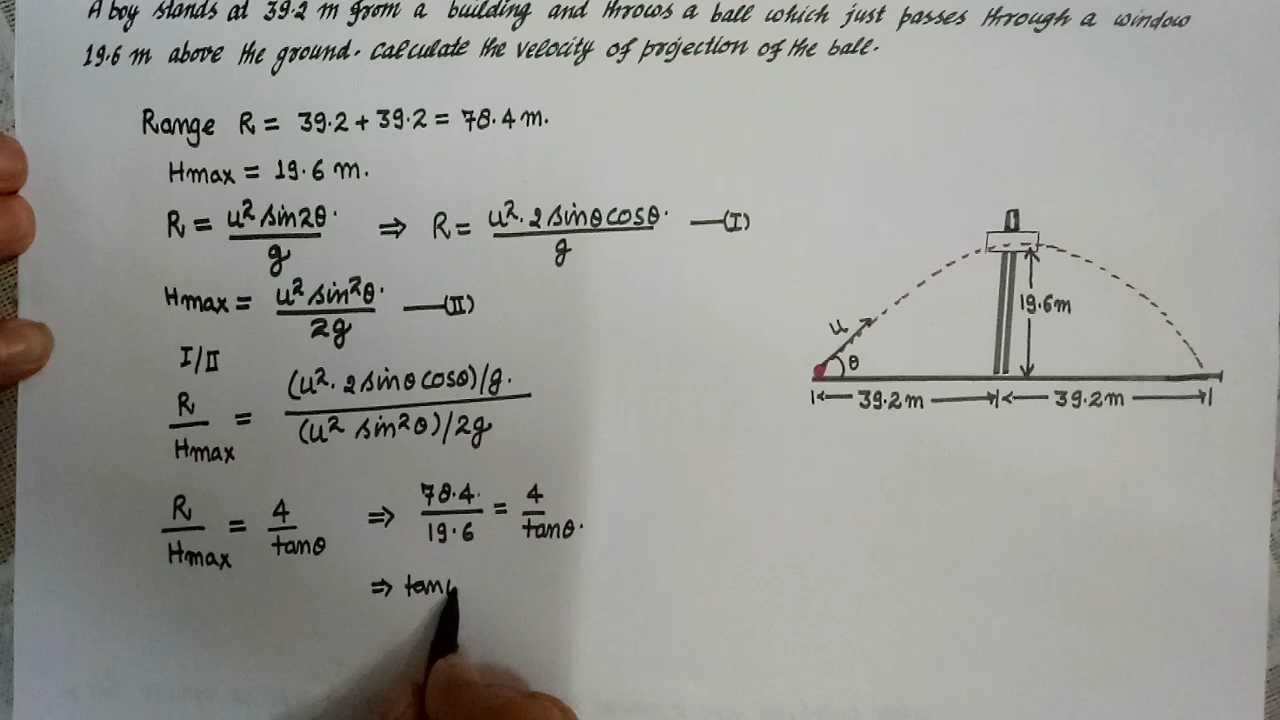 A boy stands at 39.2 m from a building and throws a ball which just passes through a window
19.6 m above the ground. Calculate the velocity of projection of the ball.
Range R = 39.2 + 39.2 = 78.4 m.
Hmax = 19.6 m.
R = u² sin2θ / g ⇒ R = u². 2 sinθ cosθ / g —(I)
Hmax = u² sin²θ / 2g —(II)
I/II
R / Hmax = (u². 2 sinθ cosθ)/g. / (u² sin²θ)/2g
R / Hmax = 4 / tanθ ⇒ 78.4 / 19.6 = 4 / tanθ.
⇒ tan
u
θ
19.6m
39.2m
39.2m